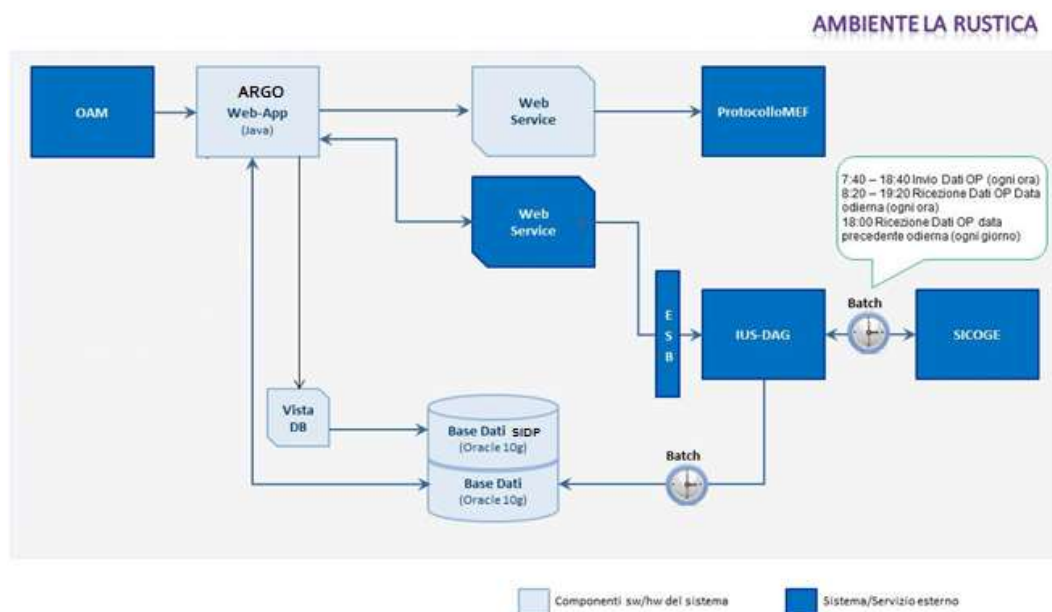 AMBIENTE LA RUSTICA
OAM
ARGO
Web-App
(Java)
Web
Service
ProtocolloMEF
7:40 – 18:40 Invio Dati OP (ogni ora)
8:20 – 19:20 Ricezione Dati OP Data
odierna (ogni ora)
18:00 Ricezione Dati OP data
precedente odierna (ogni giorno)
Web
Service
E
S
B
IUS-DAG
Batch
SICOGE
Vista
DB
Base Dati SIDP
(Oracle 10g)
Base Dati
(Oracle 10g)
Batch
Componenti sw/hw del sistema
Sistema/Servizio esterno